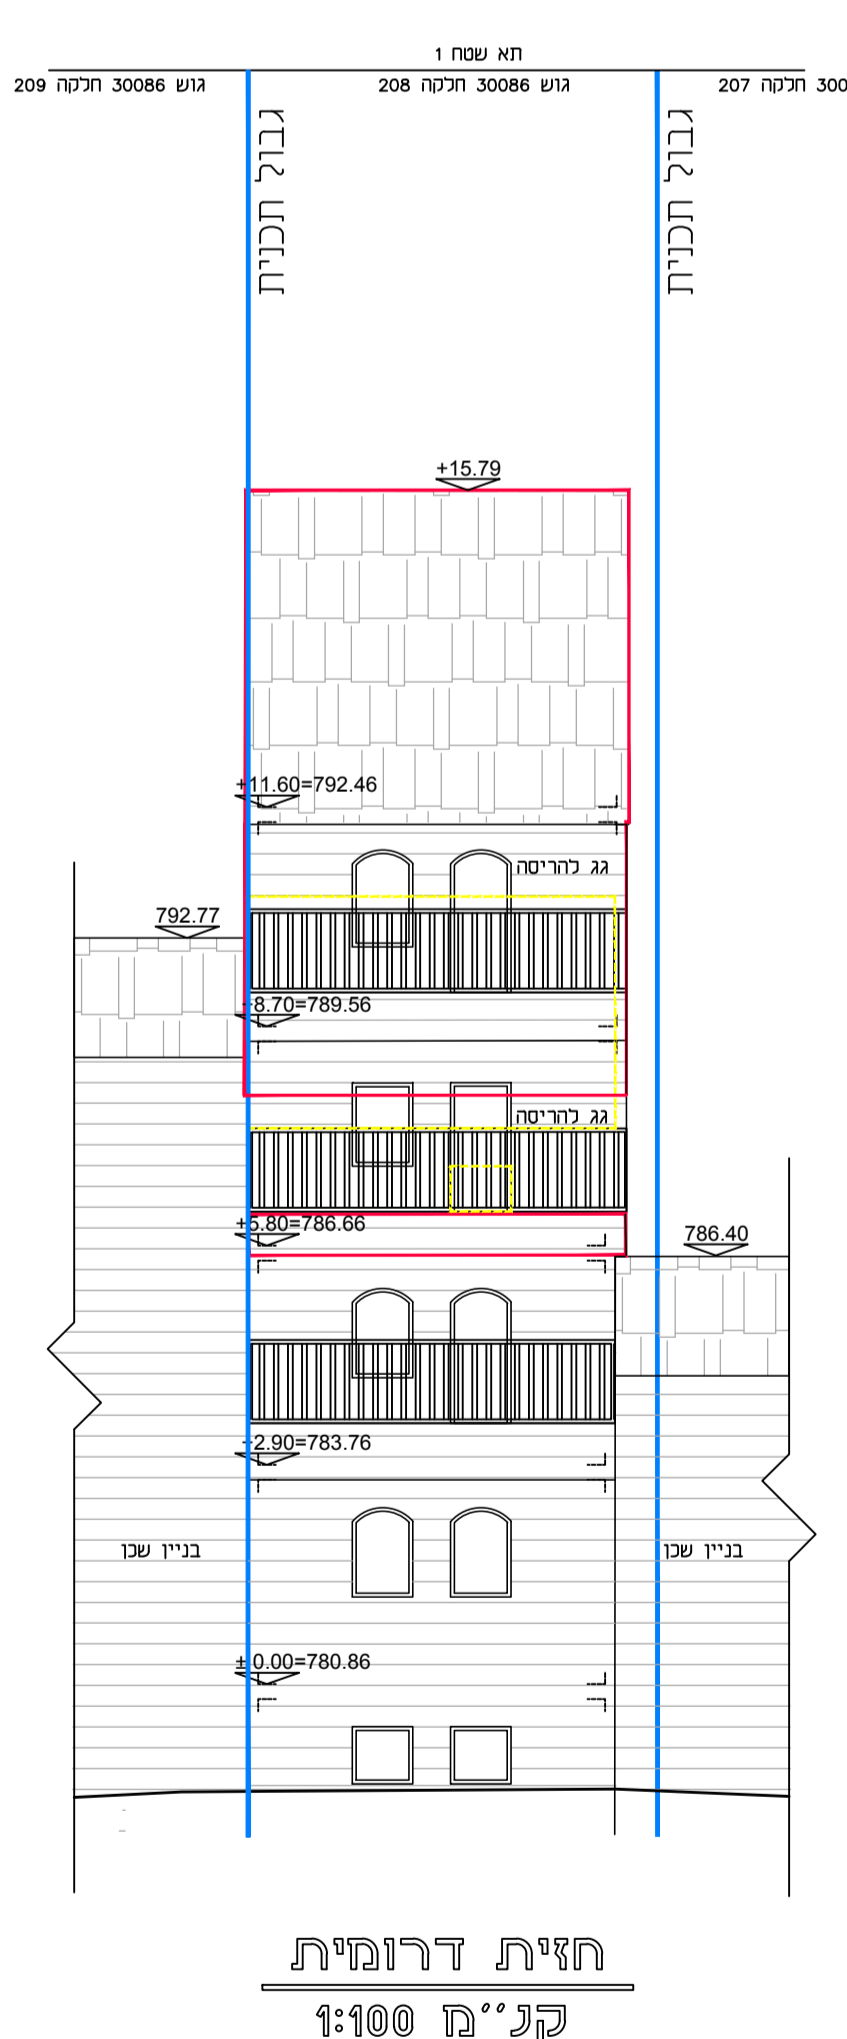 תא שטח 1
גוש 30086 חלקה 209
גוש 30086 חלקה 208
300 חלקה 207
גבול תכנית
גבול תכנית
+15.79
+11.60=792.46
גג להריסה
792.77
+8.70=789.56
גג להריסה
+5.80=786.66
786.40
+2.90=783.76
בניין שכן
בניין שכן
±0.00=780.86
חזית דרומית
קנ״מ 1:100